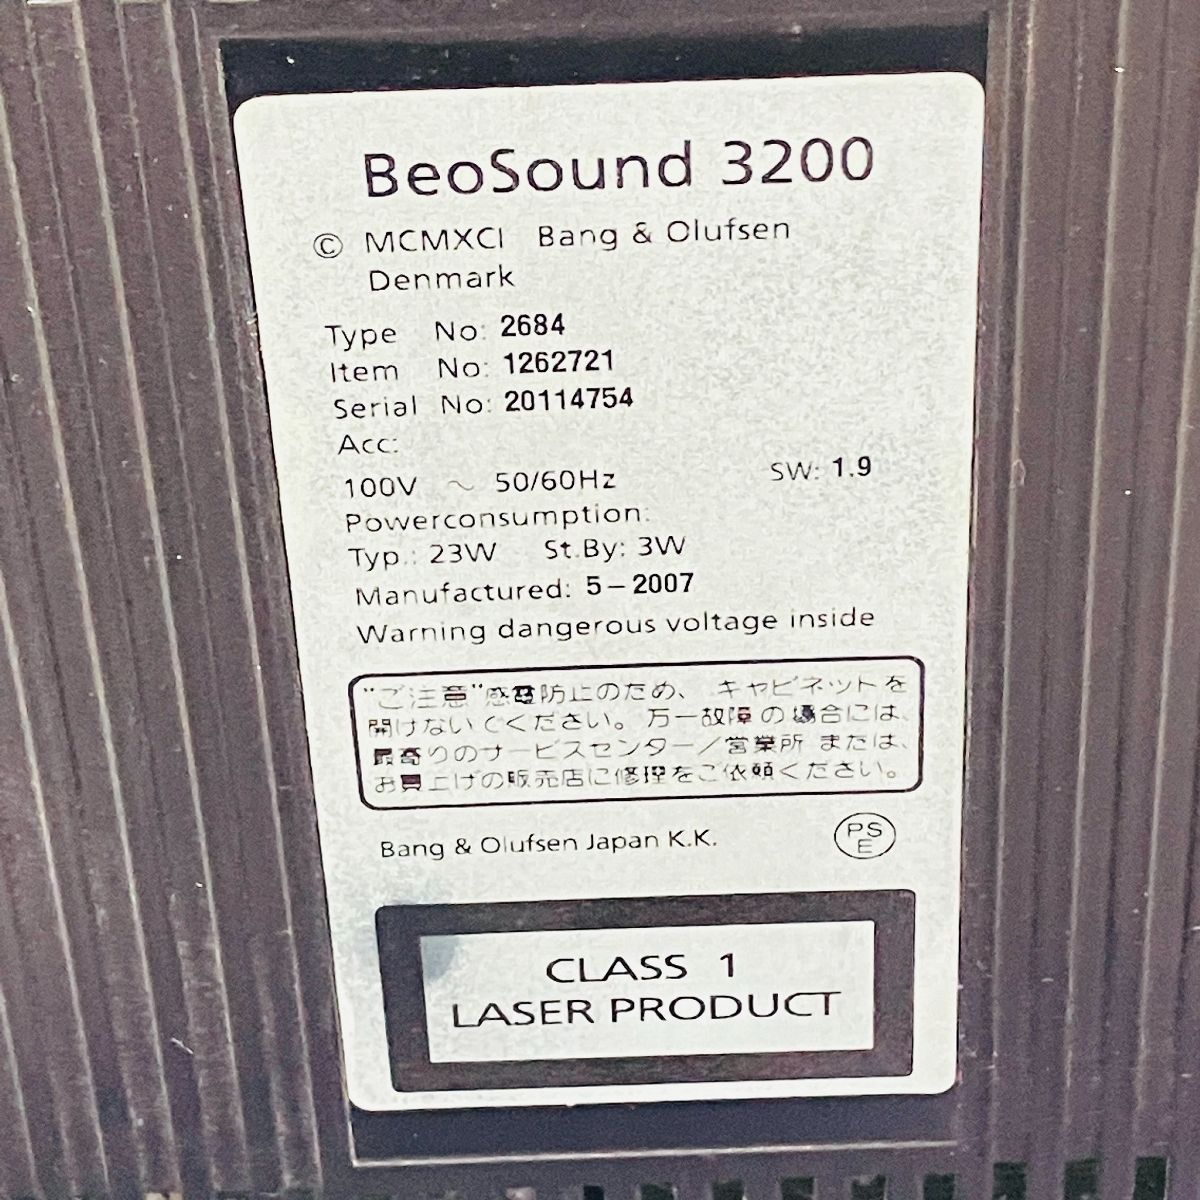 BeoSound 3200
© MCMXCI Bang & Olufsen
Denmark
Type No: 2684
Item No: 1262721
Serial No: 20114754
Acc:
100V ～ 50/60Hz SW: 1.9
Powerconsumption:
Typ.: 23W St.By: 3W
Manufactured: 5-2007
Warning dangerous voltage inside
"ご注意"感電防止のため、キャビネットを
開けないでください。万一故障の場合には、
最寄りのサービスセンター／営業所または、
お買上げの販売店に修理をご依頼ください。
Bang & Olufsen Japan K.K.
PS
E
CLASS 1
LASER PRODUCT